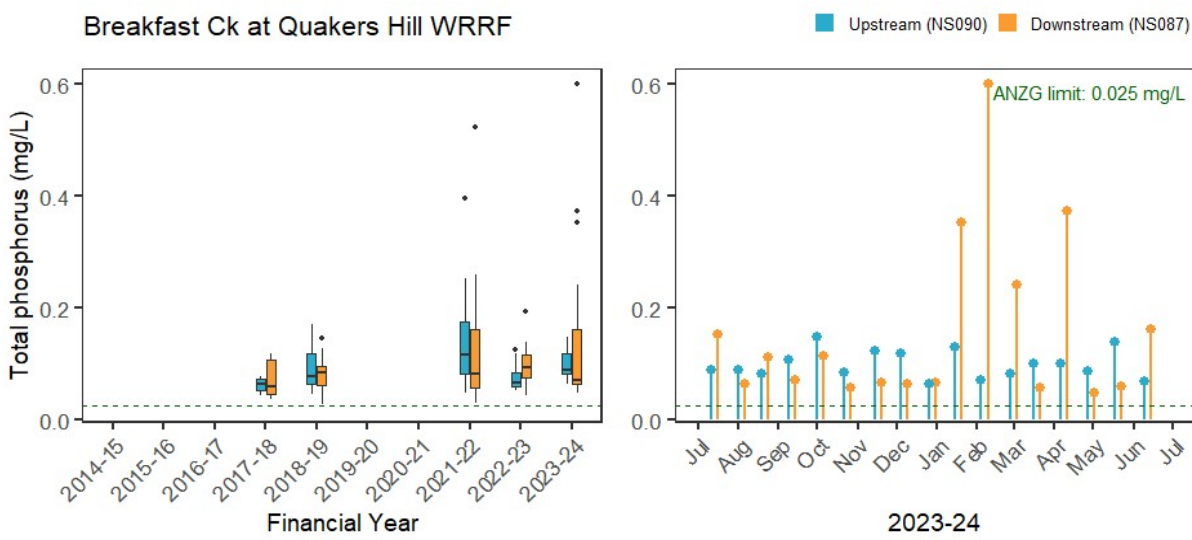 Breakfast Ck at Quakers Hill WRRF
Upstream (NS090) Downstream (NS087)
Total phosphorus (mg/L)
0.6
0.4
0.2
0.0
2014-15 2015-16 2016-17 2017-18 2018-19 2019-20 2020-21 2021-22 2022-23 2023-24
Financial Year
ANZG limit: 0.025 mg/L
0.6
0.4
0.2
0.0
Jul Aug Sep Oct Nov Dec Jan Feb Mar Apr May Jun Jul
2023-24